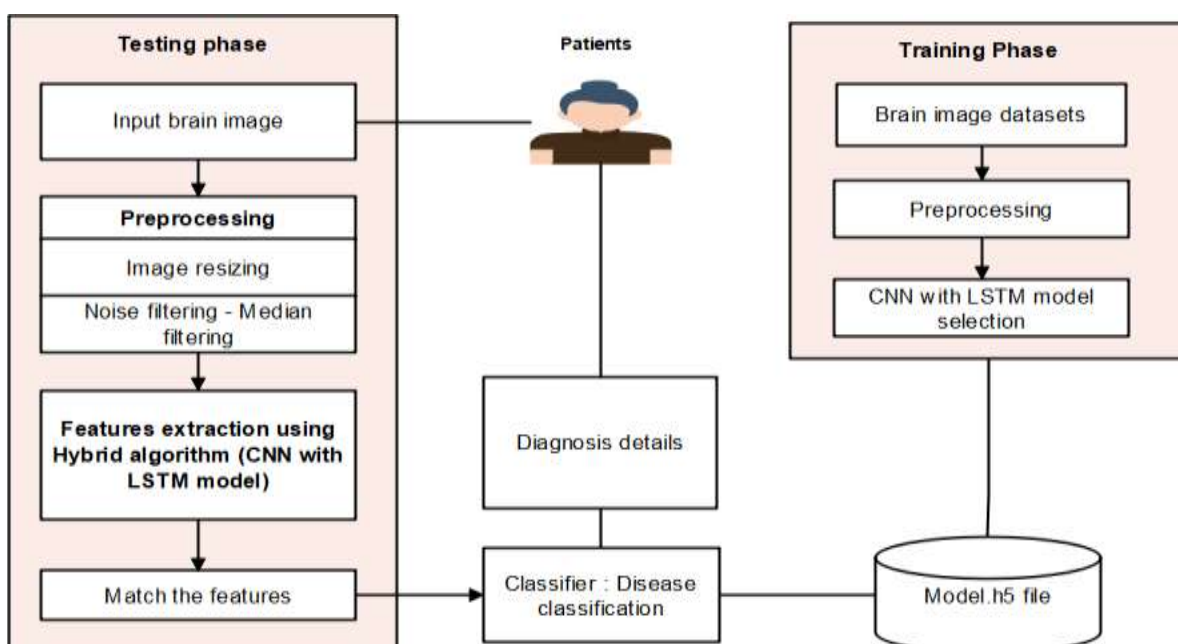 Testing phase
Input brain image
Preprocessing
Image resizing
Noise filtering - Median
filtering
Features extraction using
Hybrid algorithm (CNN with
LSTM model)
Match the features
Patients
Diagnosis details
Classifier : Disease
classification
Training Phase
Brain image datasets
Preprocessing
CNN with LSTM model
selection
Model.h5 file